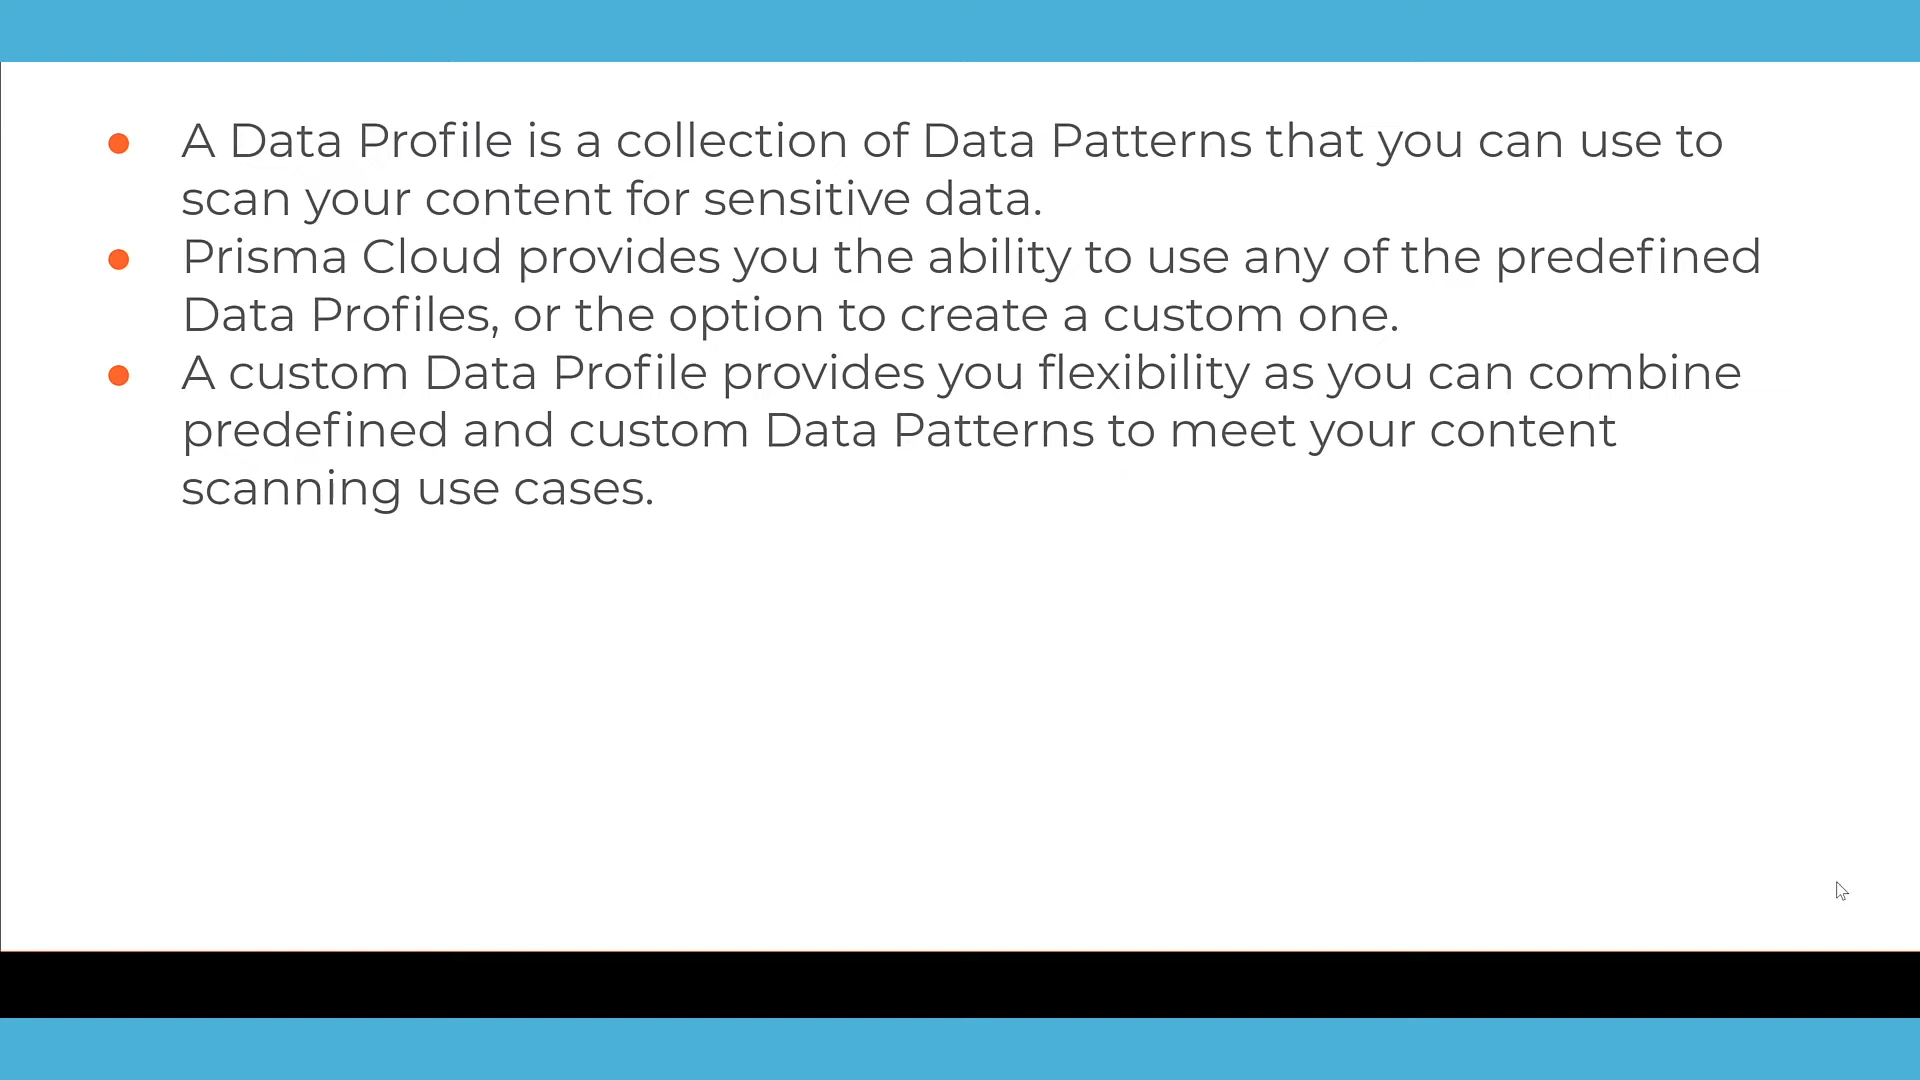 A Data Profile is a collection of Data Patterns that you can use to
scan your content for sensitive data.
Prisma Cloud provides you the ability to use any of the predefined
Data Profiles, or the option to create a custom one.
A custom Data Profile provides you flexibility as you can combine
predefined and custom Data Patterns to meet your content
scanning use cases.